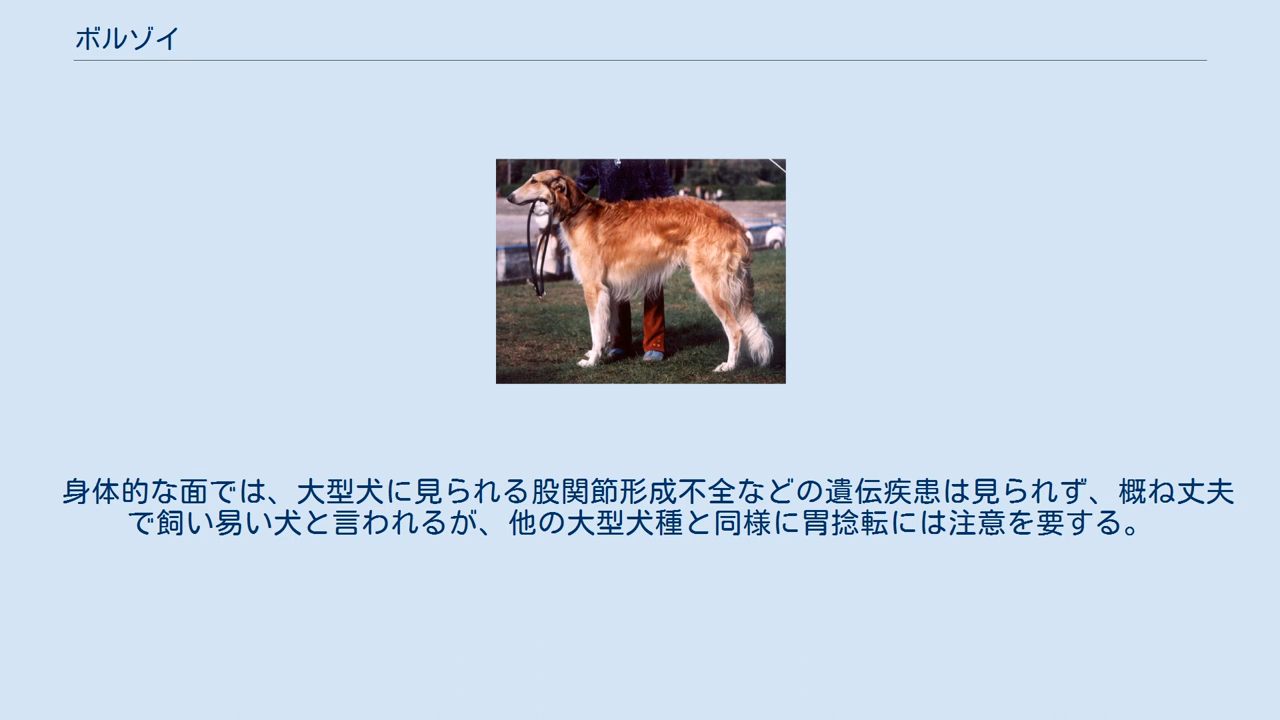 ボルゾイ
身体的な面では、大型犬に見られる股関節形成不全などの遺伝疾患は見られず、概ね丈夫
で飼い易い犬と言われるが、他の大型犬種と同様に胃捻転には注意を要する。